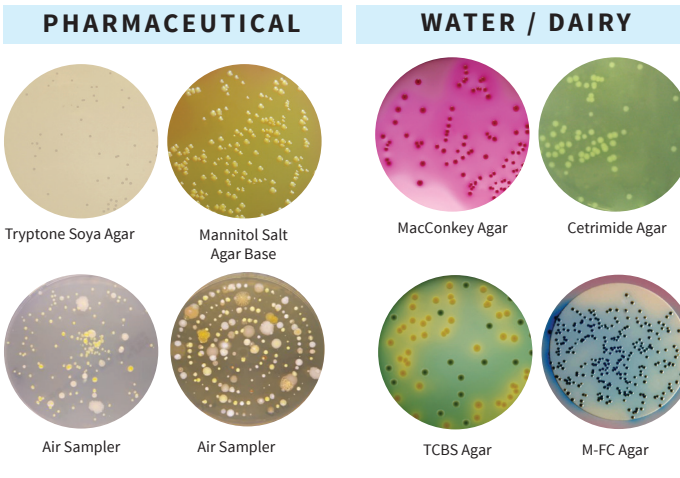 PHARMACEUTICAL
WATER / DAIRY
Tryptone Soya Agar
Mannitol Salt
Agar Base
MacConkey Agar
Cetrimide Agar
Air Sampler
Air Sampler
TCBS Agar
M-FC Agar